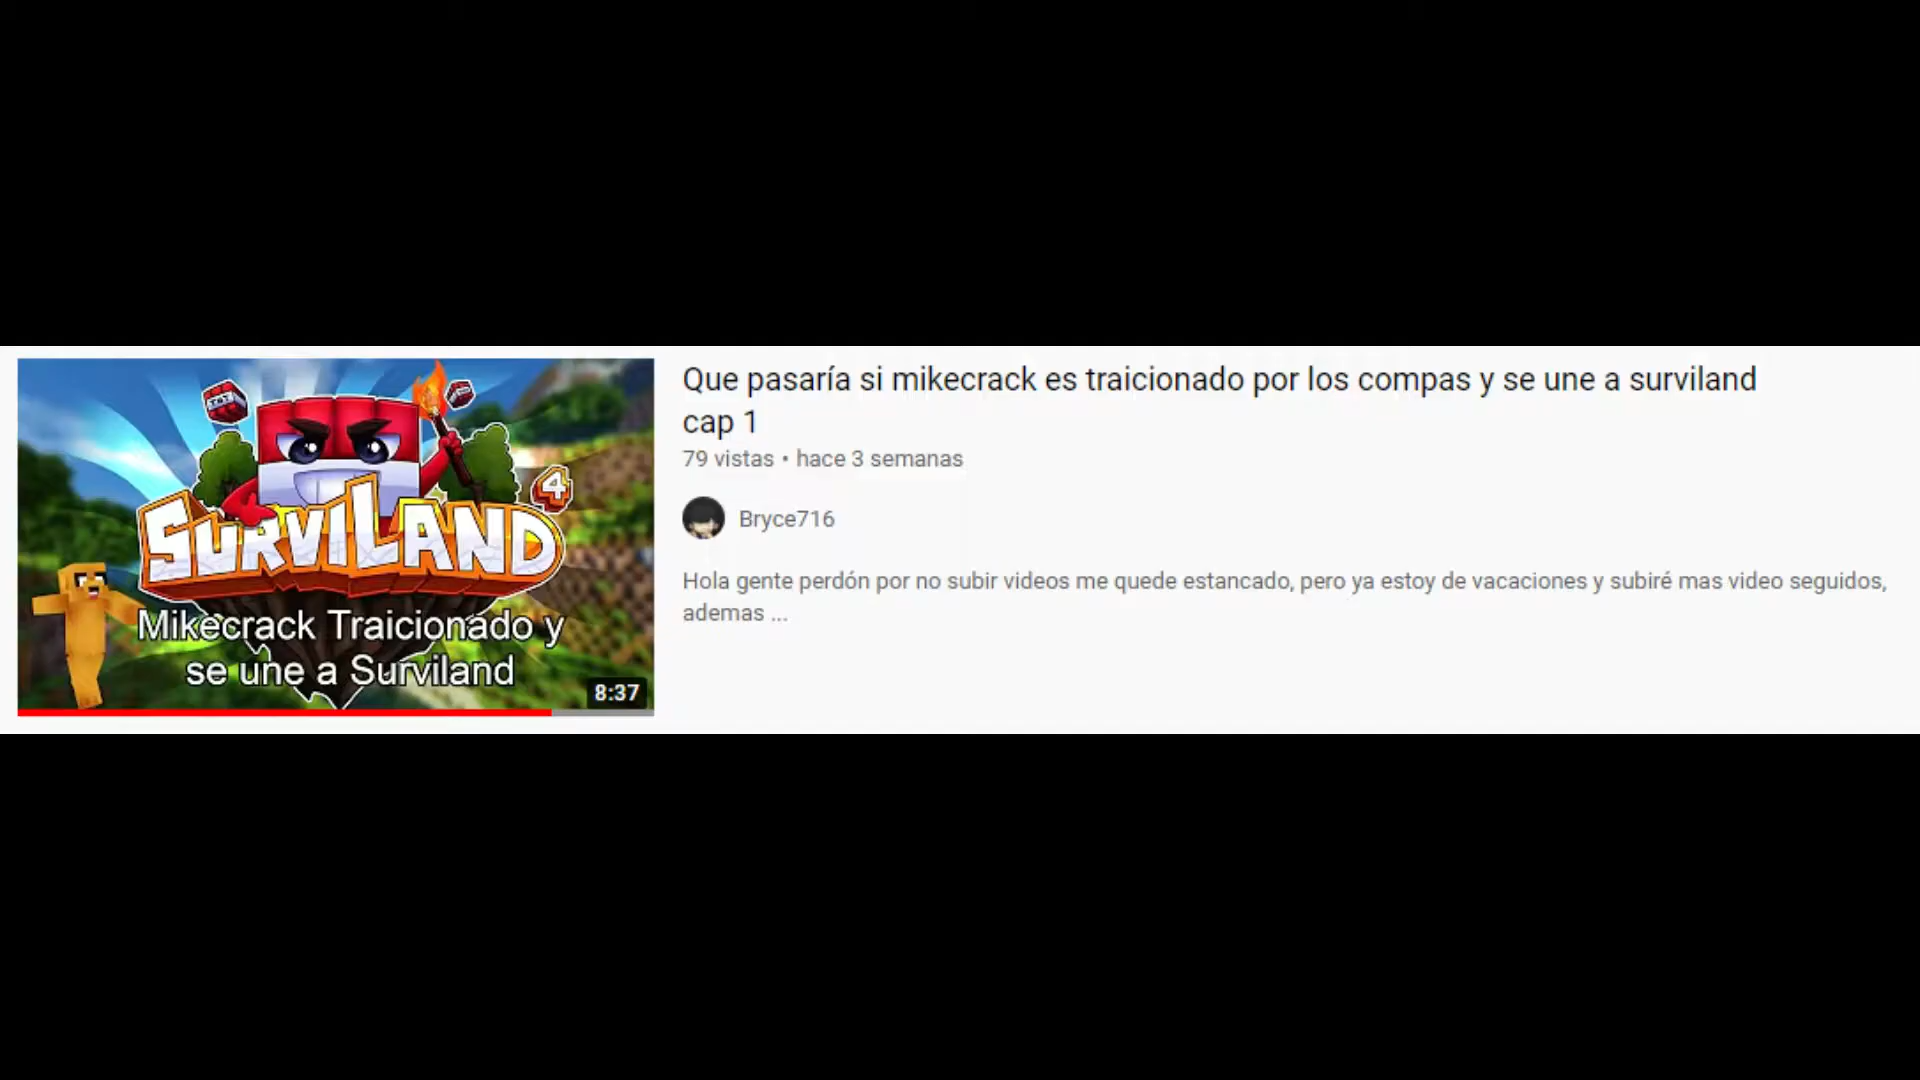 TNT
4
SURVILAND
Mikecrack Traicionado y
se une a Surviland
8:37
Que pasaría si mikecrack es traicionado por los compas y se une a surviland
cap 1
79 vistas • hace 3 semanas
Bryce716
Hola gente perdón por no subir videos me quede estancado, pero ya estoy de vacaciones y subiré mas video seguidos,
ademas ...